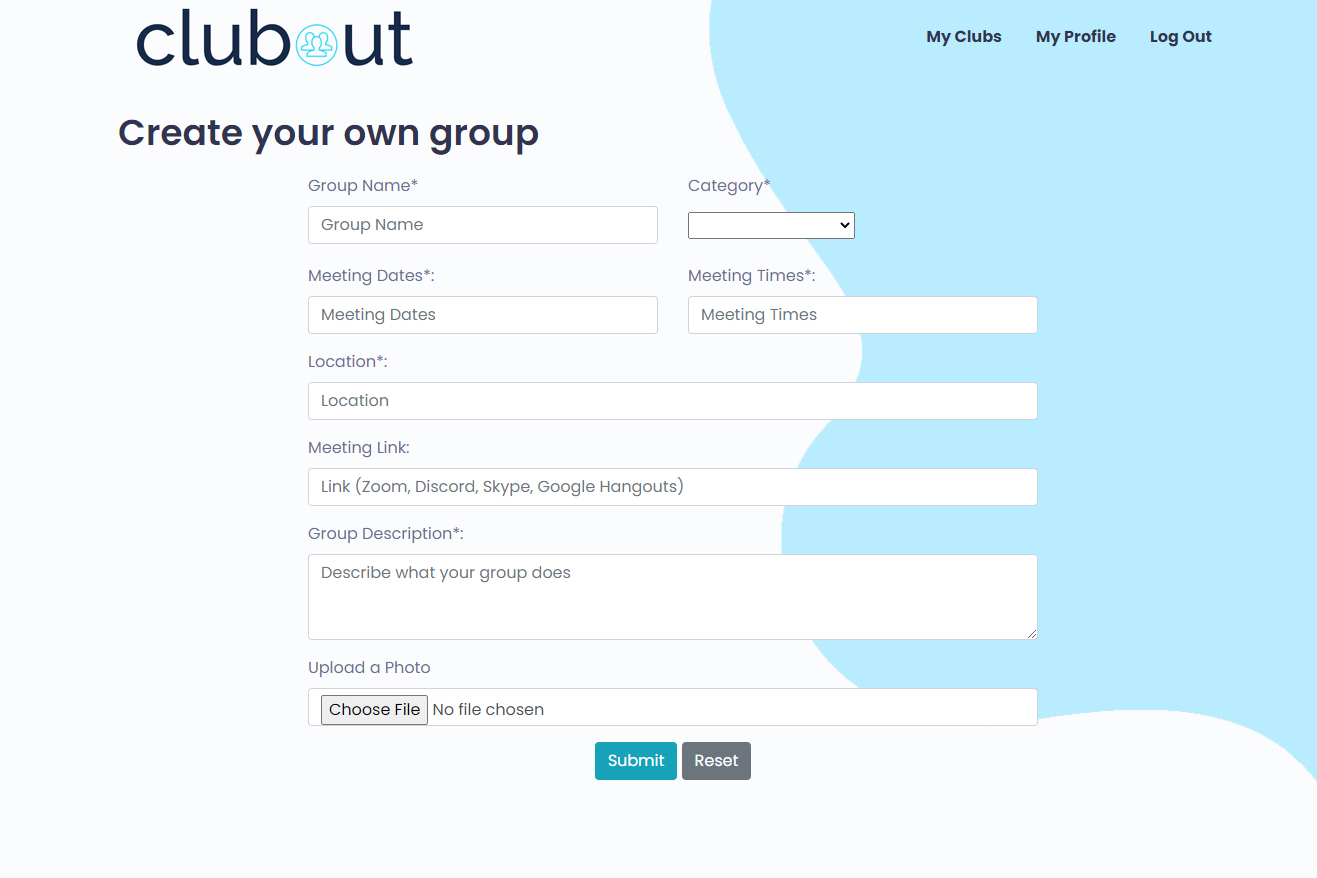 clubout
My Clubs My Profile Log Out
Create your own group
Group Name* Category*
Group Name
Meeting Dates*: Meeting Times*:
Meeting Dates Meeting Times
Location*:
Location
Meeting Link:
Link (Zoom, Discord, Skype, Google Hangouts)
Group Description*:
Describe what your group does
Upload a Photo
Choose File No file chosen
Submit Reset